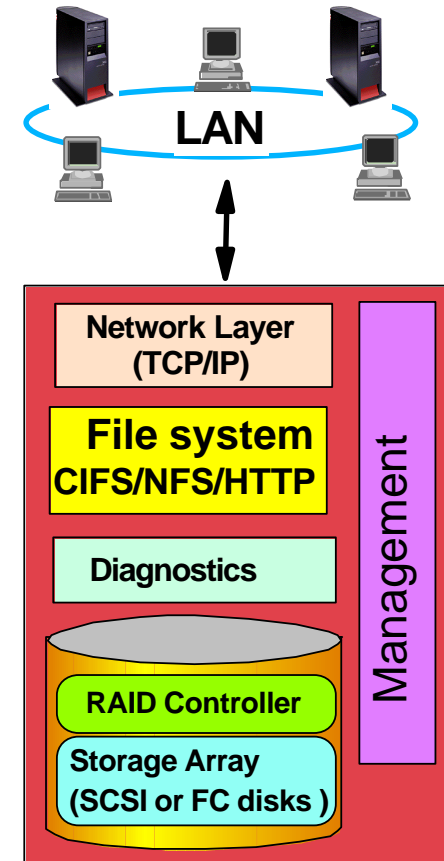 LAN
Network Layer
(TCP/IP)
File system
CIFS/NFS/HTTP
Diagnostics
RAID Controller
Storage Array
(SCSI or FC disks )
Management